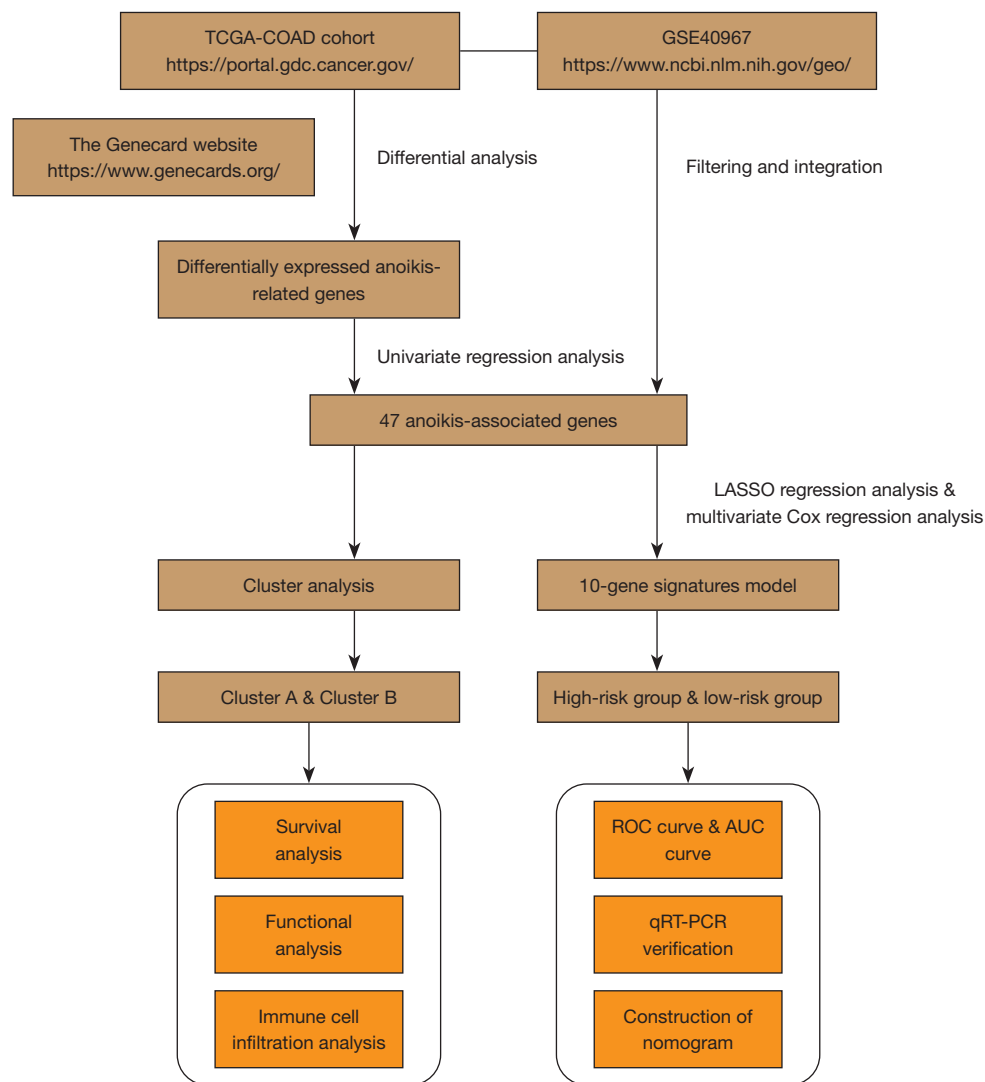 TCGA-COAD cohort
https://portal.gdc.cancer.gov/
GSE40967
https://www.ncbi.nlm.nih.gov/geo/
The Genecard website
https://www.genecards.org/
Differential analysis
Filtering and integration
Differentially expressed anoikis-
related genes
Univariate regression analysis
47 anoikis-associated genes
LASSO regression analysis &
multivariate Cox regression analysis
Cluster analysis
10-gene signatures model
Cluster A & Cluster B
High-risk group & low-risk group
Survival
analysis
Functional
analysis
Immune cell
infiltration analysis
ROC curve & AUC
curve
qRT-PCR
verification
Construction of
nomogram